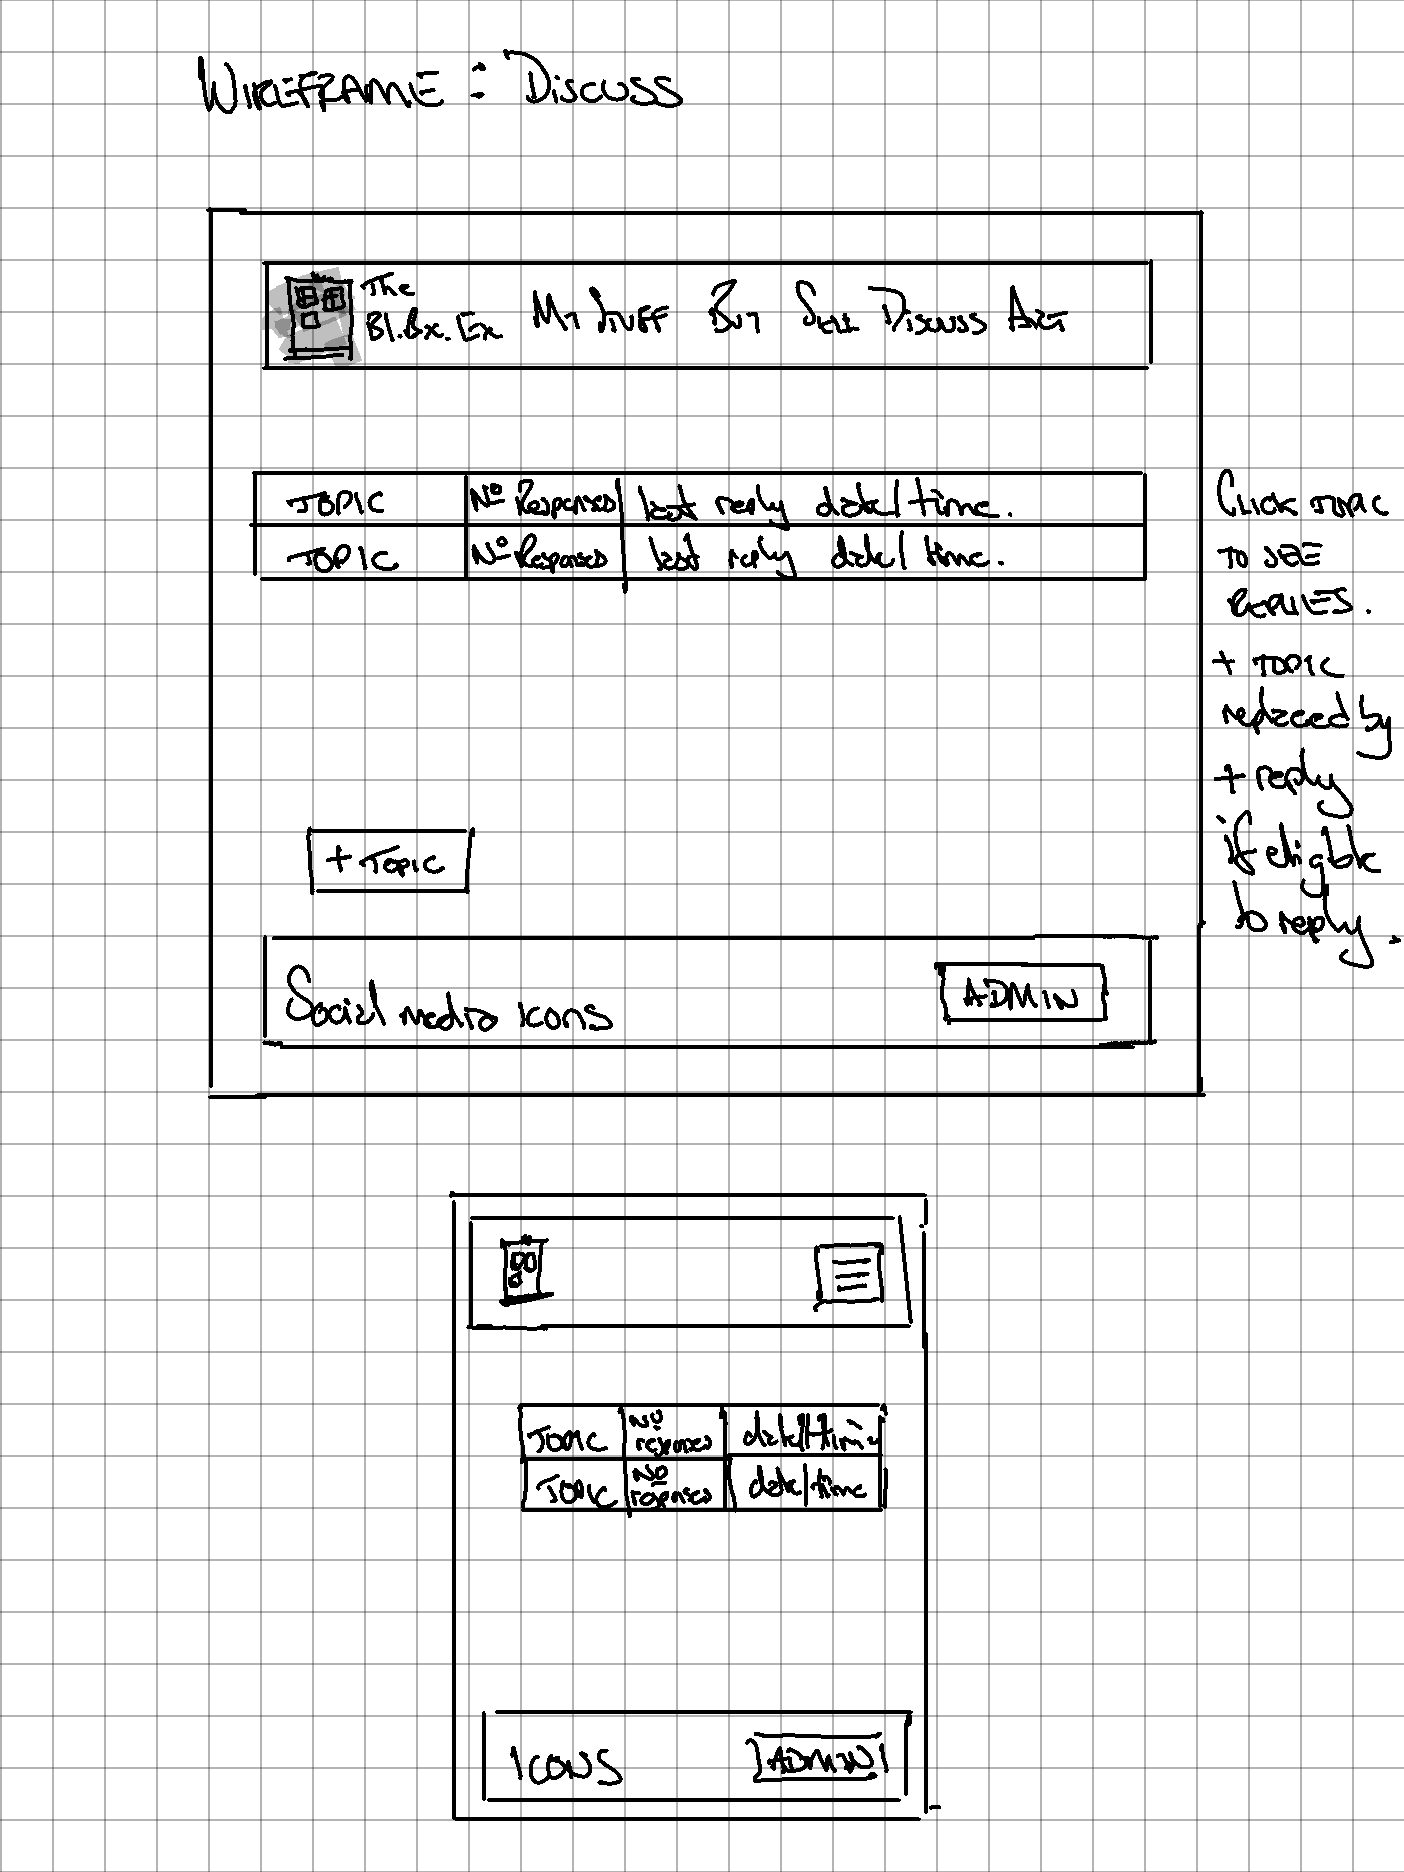 WIREFRAME : DISCUSS
The
Bl.Bx.Ex My STUFF BUY SELL DISCUSS ART
TOPIC Nº Responses last reply date/time.
TOPIC Nº Responses last reply date/time.
CLICK TOPIC
TO SEE
REPLIES.
+ TOPIC
replaced by
+ reply
if eligible
to reply.
+ TOPIC
Social media icons ADMIN
TOPIC Nº responses date/time
TOPIC Nº responses date/time
ICONS ADMIN